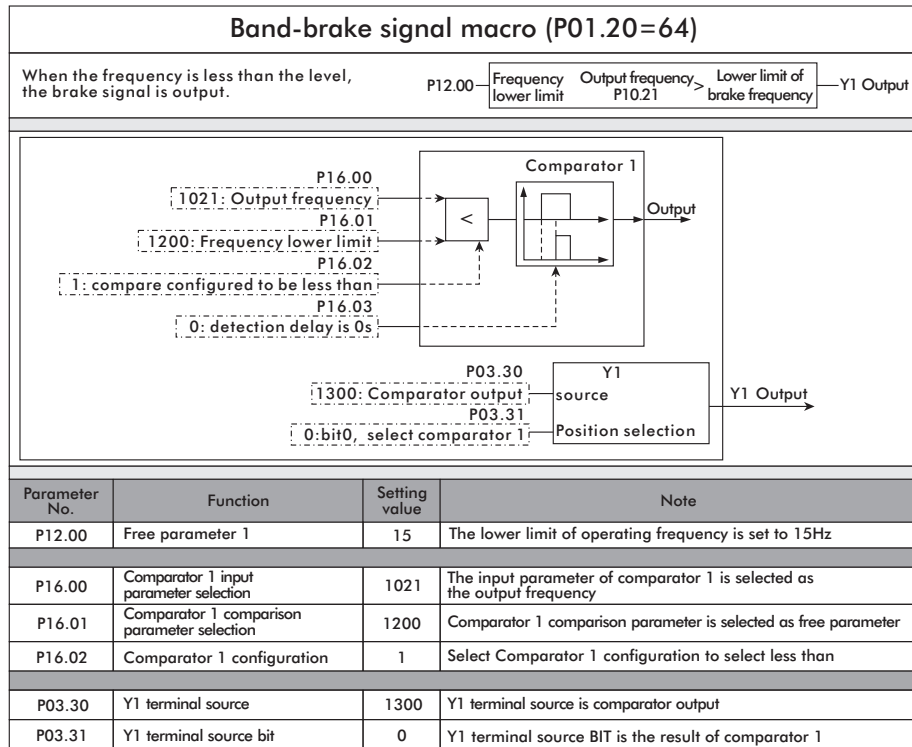 Band-brake signal macro (P01.20=64)
When the frequency is less than the level,
the brake signal is output.
P12.00
Frequency
lower limit
Output frequency
P10.21
>
Lower limit of
brake frequency
Y1 Output
P16.00
1021: Output frequency
P16.01
1200: Frequency lower limit
P16.02
1: compare configured to be less than
P16.03
0: detection delay is 0s
<
Comparator 1
Output
P03.30
1300: Comparator output
P03.31
0:bit0, select comparator 1
Y1
source
Position selection
Y1 Output
Parameter No. Function Setting value Note
P12.00 Free parameter 1 15 The lower limit of operating frequency is set to 15Hz
P16.00 Comparator 1 input parameter selection 1021 The input parameter of comparator 1 is selected as the output frequency
P16.01 Comparator 1 comparison parameter selection 1200 Comparator 1 comparison parameter is selected as free parameter
P16.02 Comparator 1 configuration 1 Select Comparator 1 configuration to select less than
P03.30 Y1 terminal source 1300 Y1 terminal source is comparator output
P03.31 Y1 terminal source bit 0 Y1 terminal source BIT is the result of comparator 1